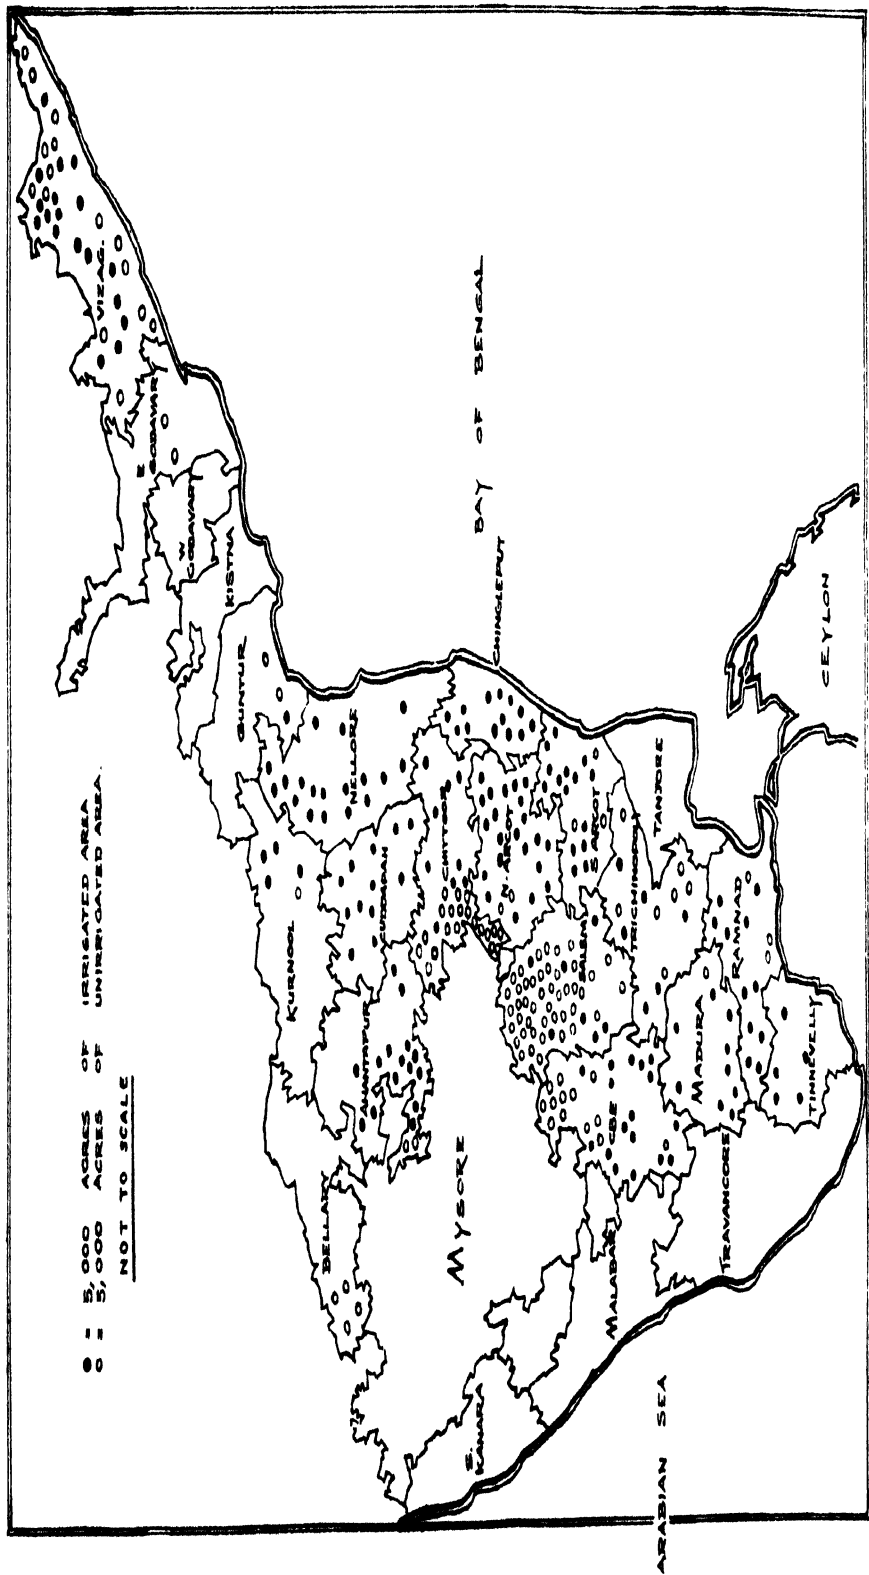 ● = 5,000 ACRES OF IRRIGATED AREA
○ = 5,000 ACRES OF UNIRRIGATED AREA.
NOT TO SCALE
VIZAG.
E GODAVARY
W GODAVARY
KISTNA
GUNTUR
NELLORE
KURNOOL
CUDDAPAH
BELLARY
ANANTAPUR
CHITTOOR
CHINGLEPUT
N. ARCOT
S ARCOT
SALEM
MYSORE
S. KANARA
MALABAR
CBE
TRICHINOPOLY
TANJORE
MADURA
RAMNAD
TINNEVELLY
TRAVANCORE
BAY OF BENGAL
CEYLON
ARABIAN SEA